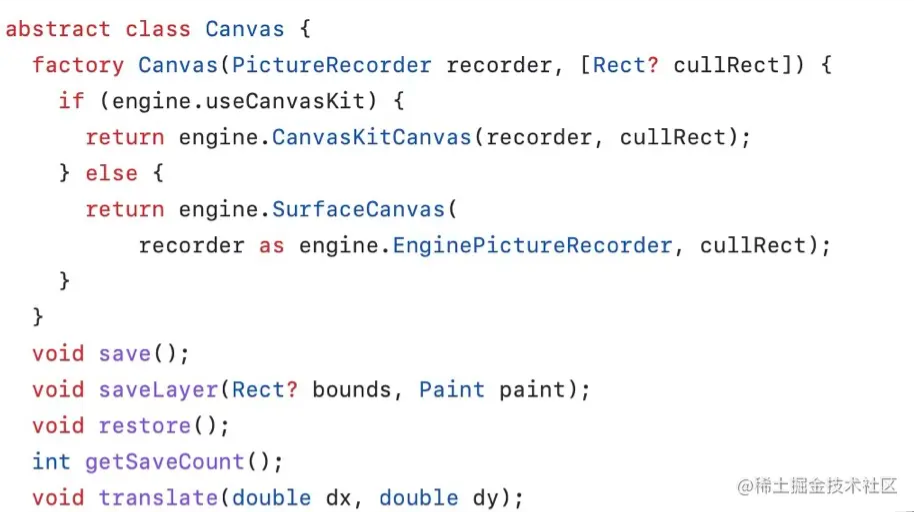 abstract class Canvas {
  factory Canvas(PictureRecorder recorder, [Rect? cullRect]) {
    if (engine.useCanvasKit) {
      return engine.CanvasKitCanvas(recorder, cullRect);
    } else {
      return engine.SurfaceCanvas(
          recorder as engine.EnginePictureRecorder, cullRect);
    }
  }
  void save();
  void saveLayer(Rect? bounds, Paint paint);
  void restore();
  int getSaveCount();
  void translate(double dx, double dy);
@稀土掘金技术社区